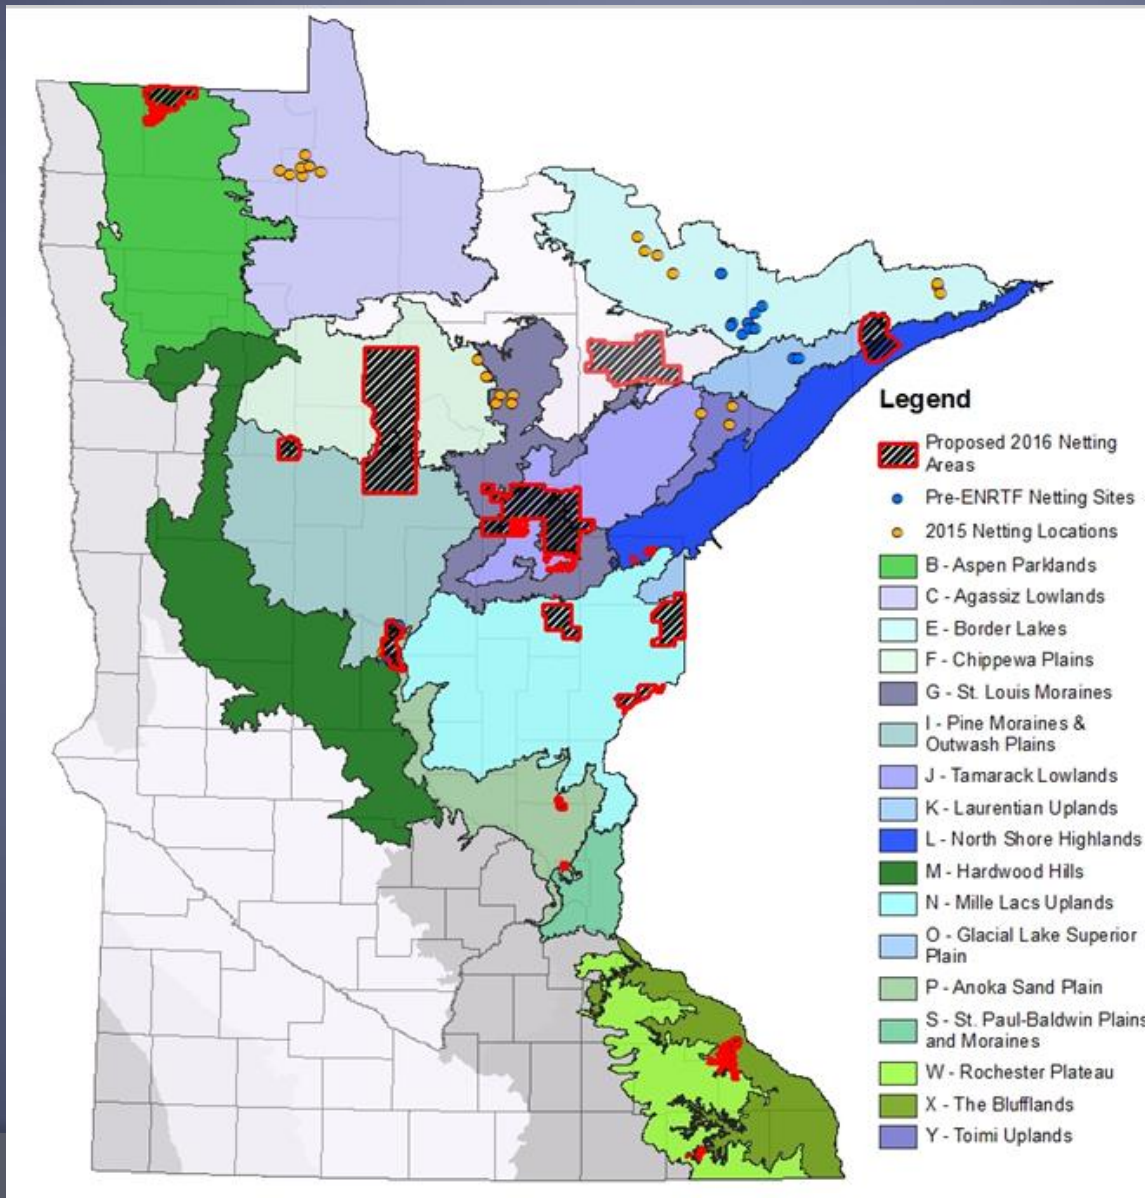 Legend
Proposed 2016 Netting
Areas
Pre-ENRTF Netting Sites
2015 Netting Locations
B - Aspen Parklands
C - Agassiz Lowlands
E - Border Lakes
F - Chippewa Plains
G - St. Louis Moraines
I - Pine Moraines &
Outwash Plains
J - Tamarack Lowlands
K - Laurentian Uplands
L - North Shore Highlands
M - Hardwood Hills
N - Mille Lacs Uplands
O - Glacial Lake Superior
Plain
P - Anoka Sand Plain
S - St. Paul-Baldwin Plains
and Moraines
W - Rochester Plateau
X - The Blufflands
Y - Toimi Uplands